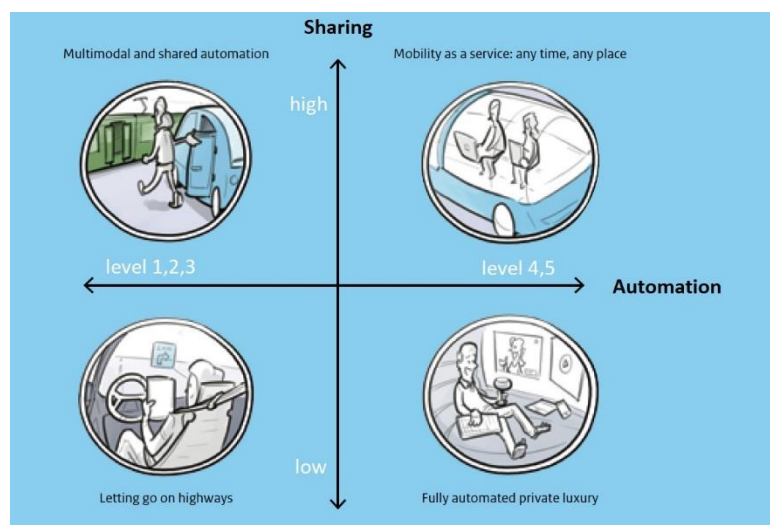 Sharing
Multimodal and shared automation
Mobility as a service: any time, any place
high
level 1,2,3
level 4,5
Automation
low
Letting go on highways
Fully automated private luxury